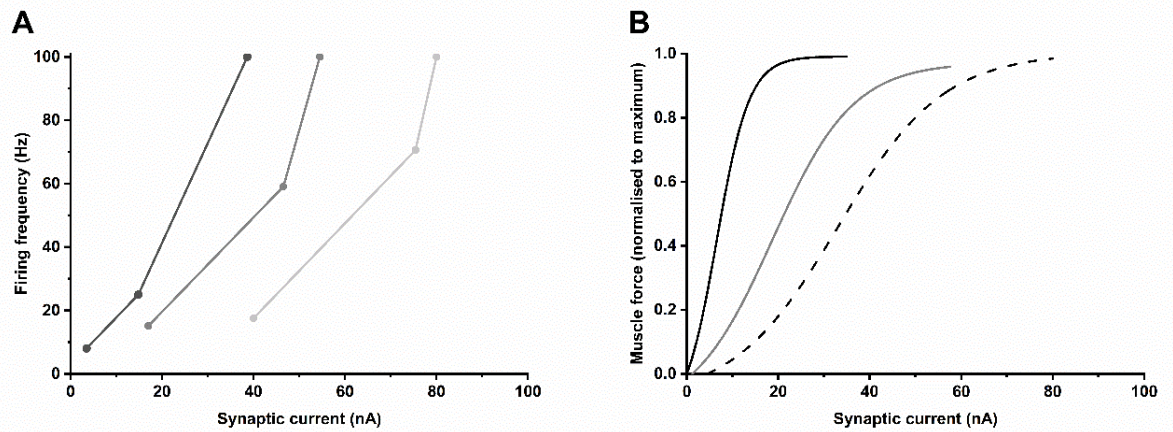 A
Firing frequency (Hz)
100
80
60
40
20
0
0 20 40 60 80 100
Synaptic current (nA)
B
Muscle force (normalised to maximum)
1.0
0.8
0.6
0.4
0.2
0.0
0 20 40 60 80 100
Synaptic current (nA)